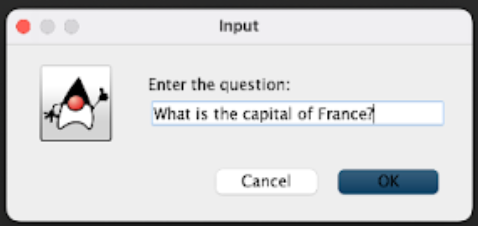 Input
Enter the question:
What is the capital of France?
Cancel
OK